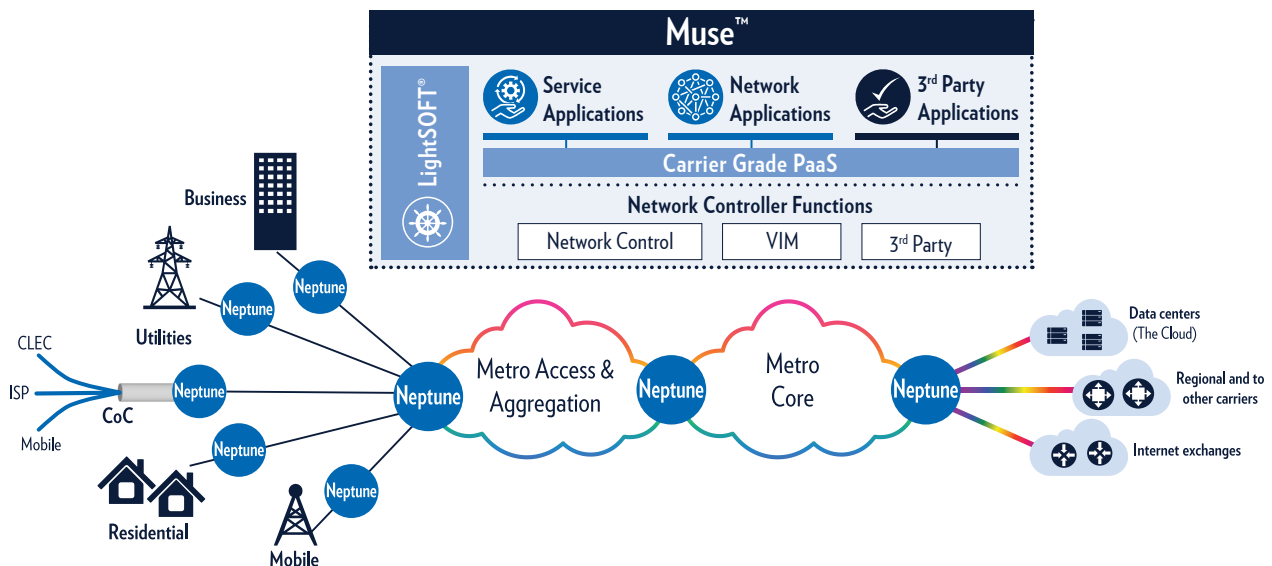 Muse™
LightSOFT®
Service
Applications
Network
Applications
3rd Party
Applications
Carrier Grade PaaS
Network Controller Functions
Network Control
VIM
3rd Party
Business
Neptune
Neptune
Utilities
CLEC
ISP
Mobile
CoC
Neptune
Neptune
Residential
Neptune
Mobile
Neptune
Metro Access &
Aggregation
Neptune
Metro
Core
Neptune
Data centers
(The Cloud)
Regional and to
other carriers
Internet exchanges